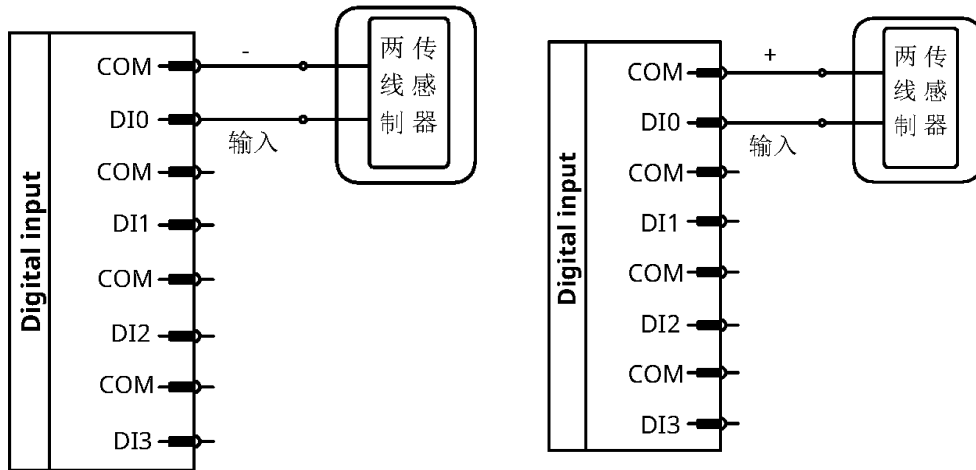 Digital input
COM
-
DI0
输入
COM
DI1
COM
DI2
COM
DI3
两传
线感
制器
Digital input
COM
+
DI0
输入
COM
DI1
COM
DI2
COM
DI3
两传
线感
制器